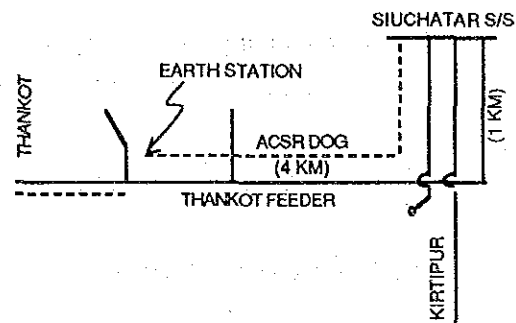 SIUCHATAR S/S
EARTH STATION
THANKOT
ACSR DOG
(4 KM)
(1 KM)
THANKOT FEEDER
KIRTIPUR